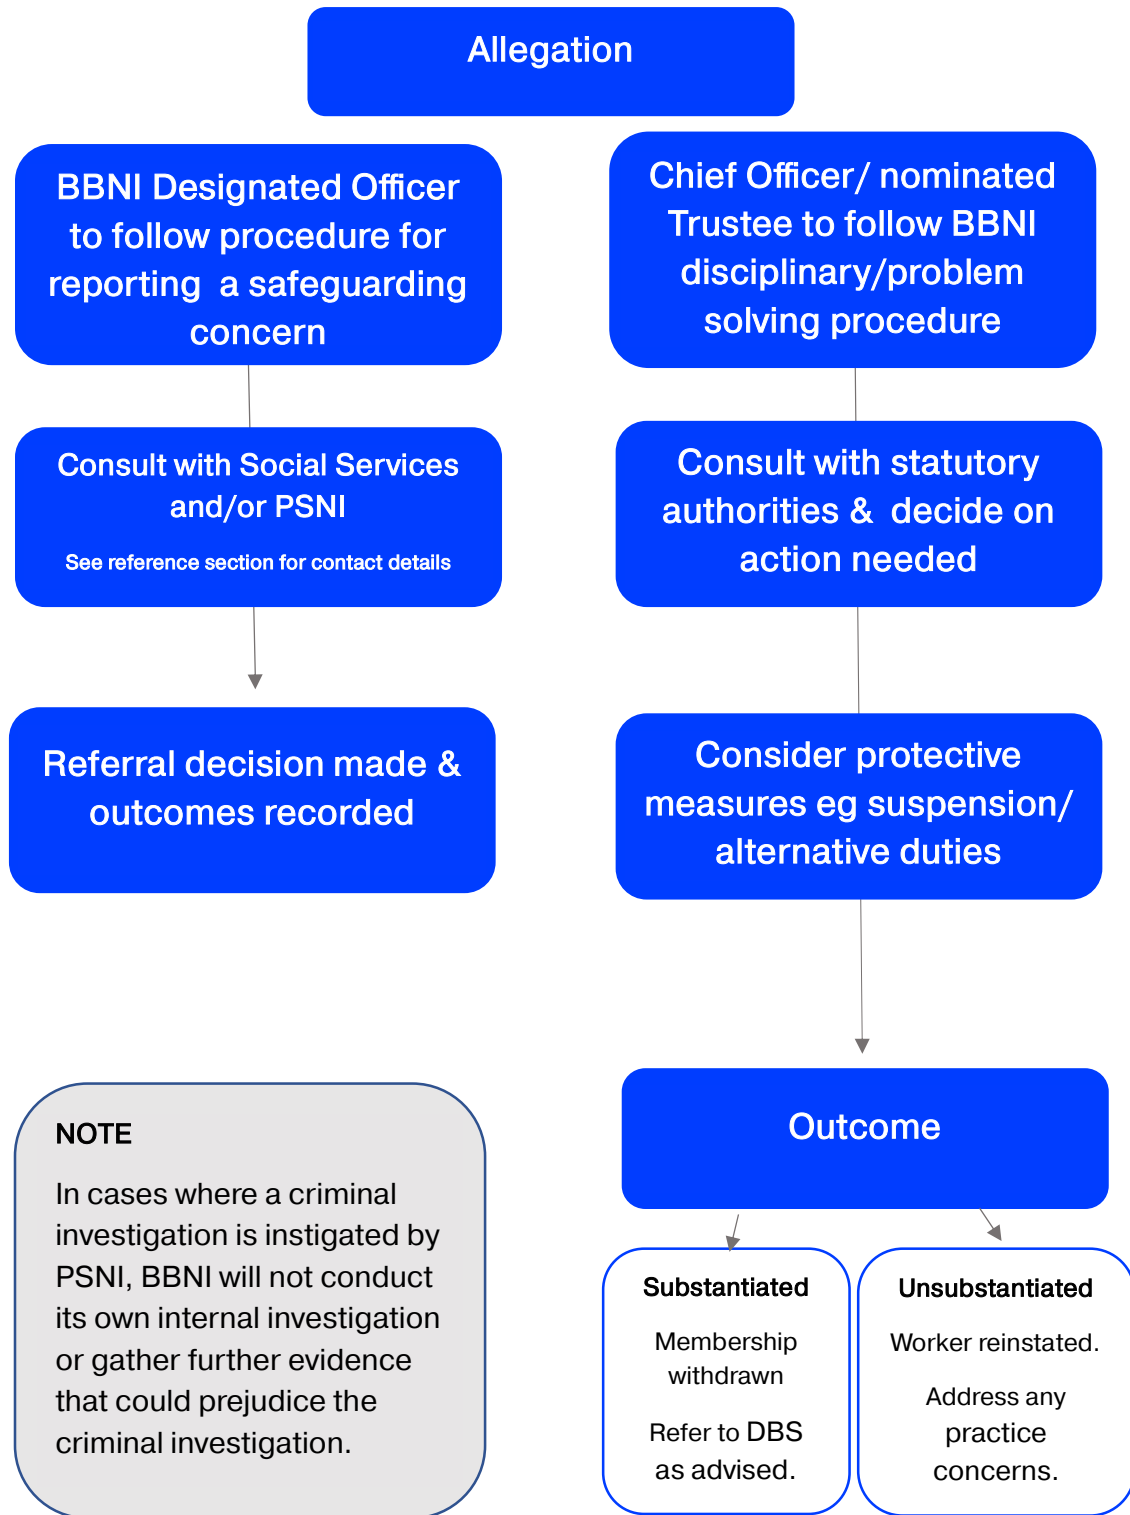 Allegation
BBNI Designated Officer
to follow procedure for
reporting a safeguarding
concern
Chief Officer/ nominated
Trustee to follow BBNI
disciplinary/problem
solving procedure
Consult with Social Services
and/or PSNI
See reference section for contact details
Consult with statutory
authorities & decide on
action needed
Referral decision made &
outcomes recorded
Consider protective
measures eg suspension/
alternative duties
NOTE
In cases where a criminal
investigation is instigated by
PSNI, BBNI will not conduct
its own internal investigation
or gather further evidence
that could prejudice the
criminal investigation.
Outcome
Substantiated
Membership
withdrawn
Refer to DBS
as advised.
Unsubstantiated
Worker reinstated.
Address any
practice
concerns.